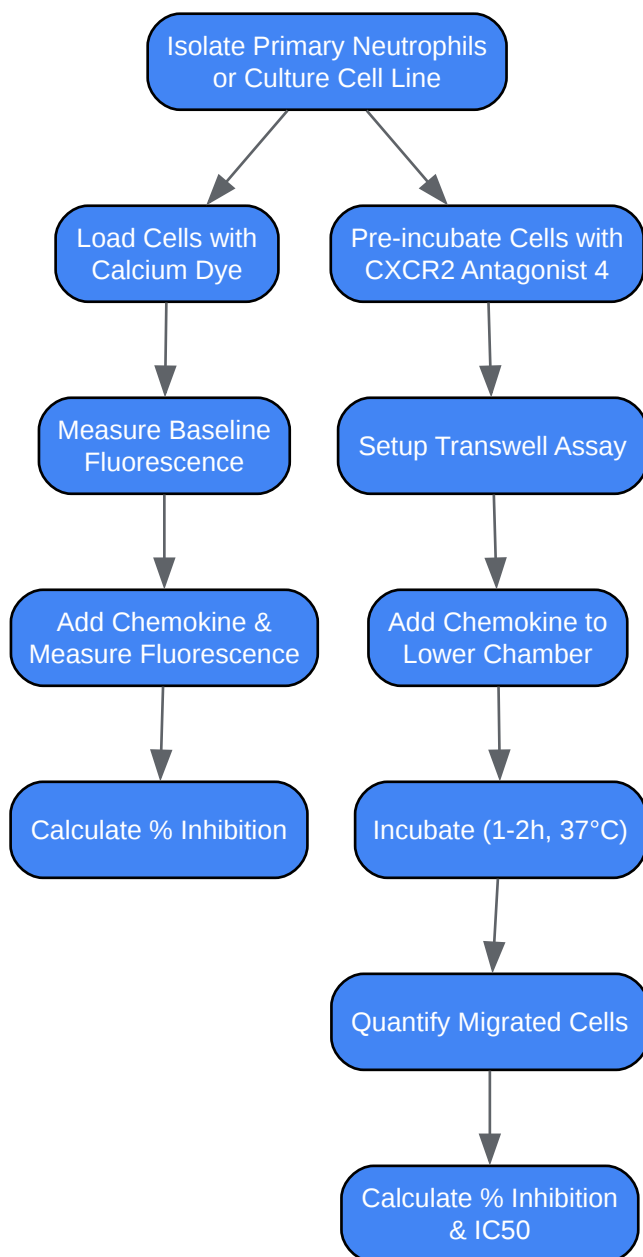 Isolate Primary Neutrophils
or Culture Cell Line
Load Cells with
Calcium Dye
Pre-incubate Cells with
CXCR2 Antagonist 4
Measure Baseline
Fluorescence
Setup Transwell Assay
Add Chemokine &
Measure Fluorescence
Add Chemokine to
Lower Chamber
Calculate % Inhibition
Incubate (1-2h, 37°C)
Quantify Migrated Cells
Calculate % Inhibition
& IC50